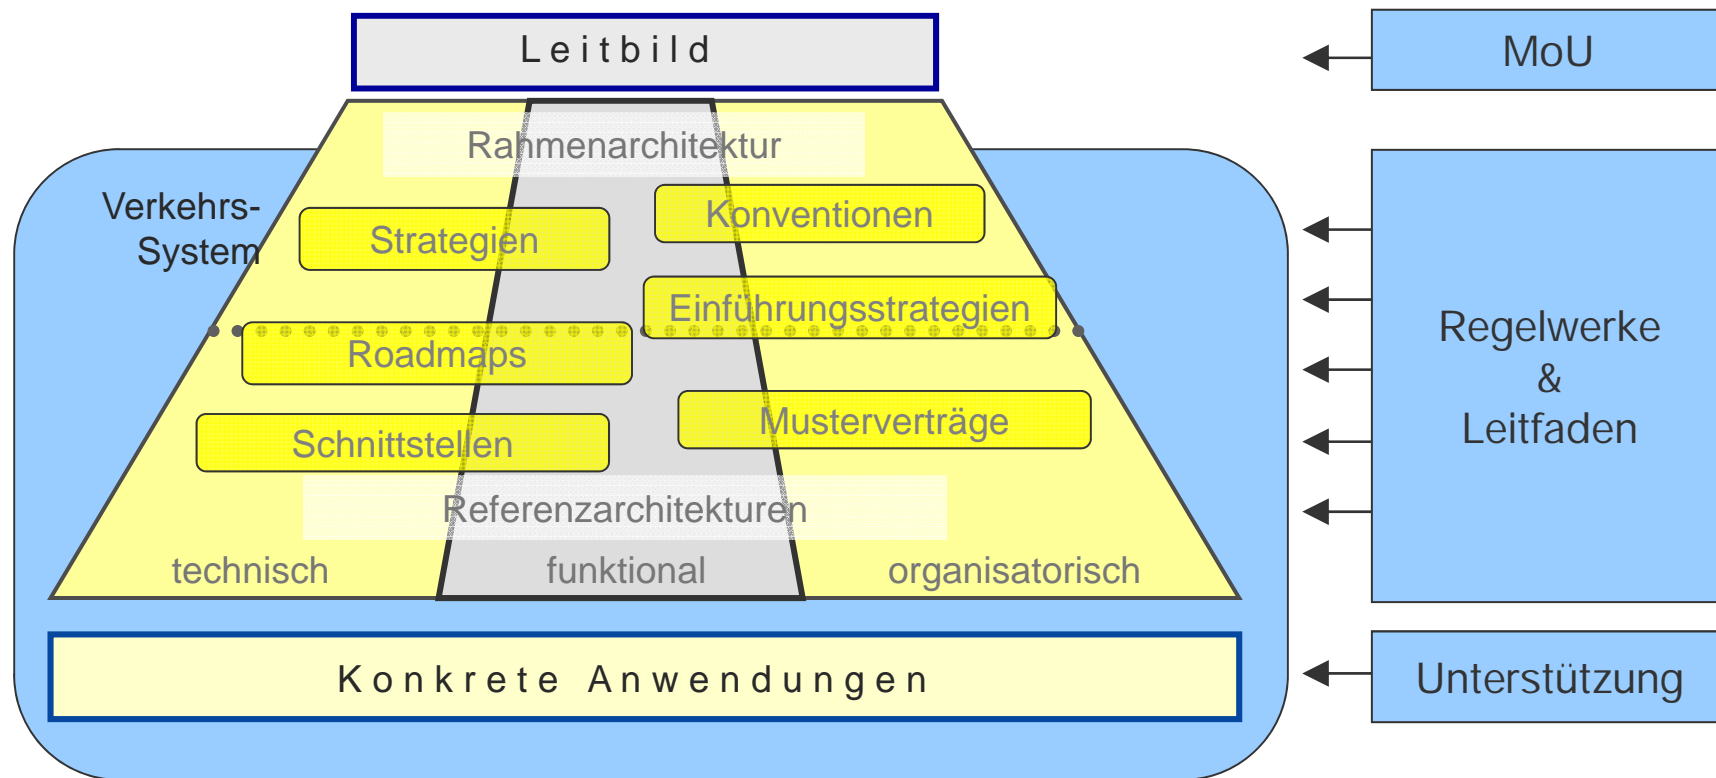 Leitbild
MoU
Rahmenarchitektur
Verkehrs-
System
Strategien
Konventionen
Einführungsstrategien
Roadmaps
Schnittstellen
Musterverträge
Referenzarchitekturen
technisch
funktional
organisatorisch
Regelwerke
&
Leitfaden
Konkrete Anwendungen
Unterstützung